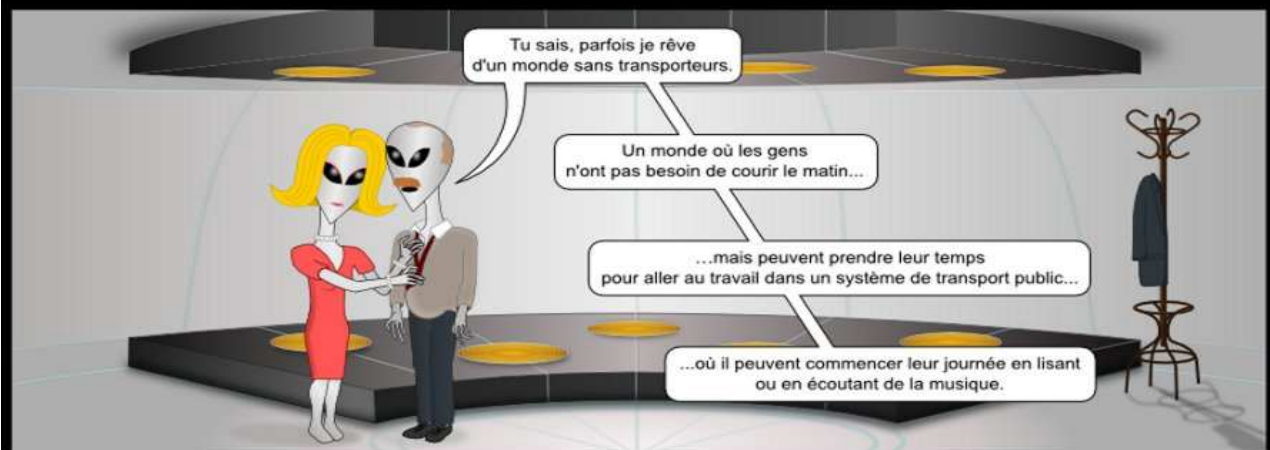 Tu sais, parfois je rêve
d'un monde sans transporteurs.
Un monde où les gens
n'ont pas besoin de courir le matin...
...mais peuvent prendre leur temps
pour aller au travail dans un système de transport public...
...où il peuvent commencer leur journée en lisant
ou en écoutant de la musique.